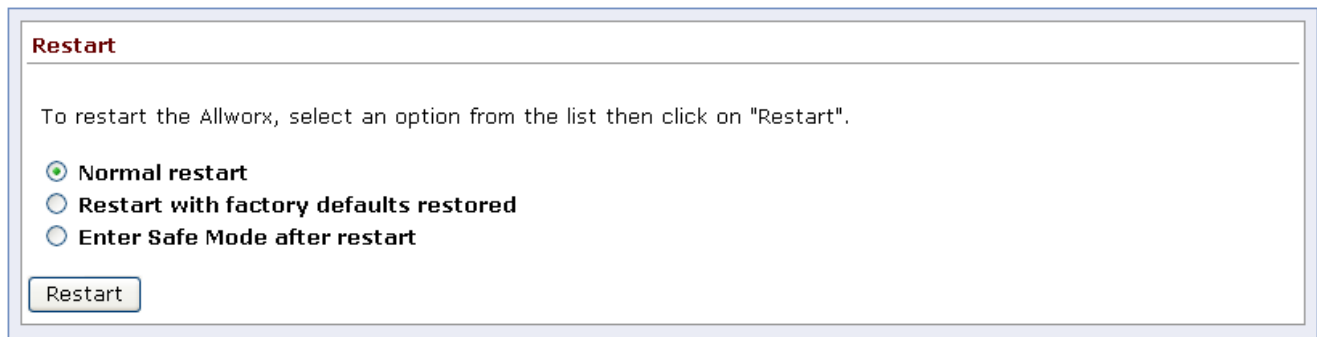 Restart
To restart the Allworx, select an option from the list then click on "Restart".
Normal restart
Restart with factory defaults restored
Enter Safe Mode after restart
Restart